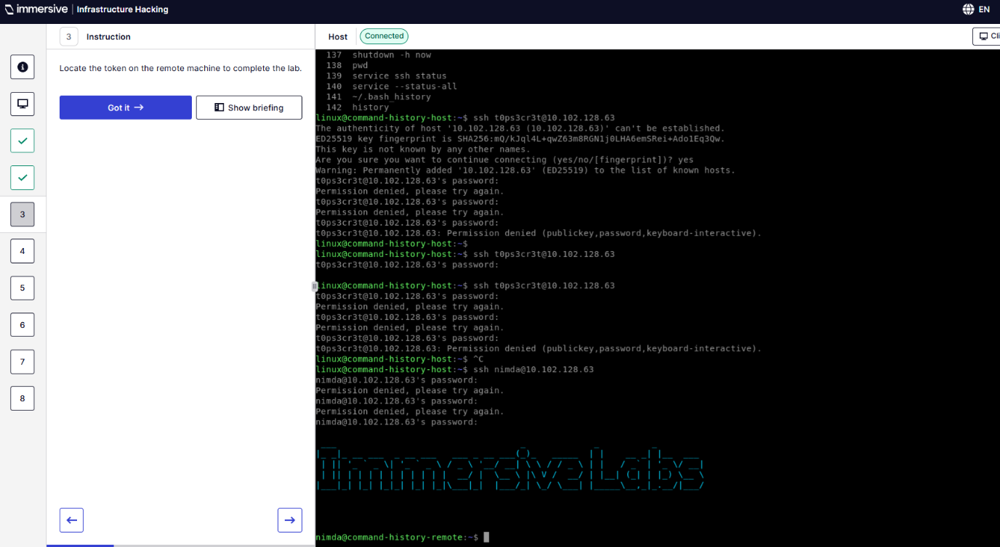 immersive | Infrastructure Hacking
EN
3 Instruction
Host Connected
Cli
Locate the token on the remote machine to complete the lab.
Got it →
Show briefing
3
4
5
6
7
8
137 shutdown -h now
138 pwd
139 service ssh status
140 service --status-all
141 ~/.bash_history
142 history
linux@command-history-host:~$ ssh t0ps3cr3t@10.102.128.63
The authenticity of host '10.102.128.63 (10.102.128.63)' can't be established.
ED25519 key fingerprint is SHA256:mQ/kJql4L+qwZ63m8RGN1j0LHA6emSRei+Ado1Eq3Qw.
This key is not known by any other names.
Are you sure you want to continue connecting (yes/no/[fingerprint])? yes
Warning: Permanently added '10.102.128.63' (ED25519) to the list of known hosts.
t0ps3cr3t@10.102.128.63's password:
Permission denied, please try again.
t0ps3cr3t@10.102.128.63's password:
Permission denied, please try again.
t0ps3cr3t@10.102.128.63's password:
t0ps3cr3t@10.102.128.63: Permission denied (publickey,password,keyboard-interactive).
linux@command-history-host:~$
linux@command-history-host:~$ ssh t0ps3cr3t@10.102.128.63
t0ps3cr3t@10.102.128.63's password:
linux@command-history-host:~$ ssh t0ps3cr3t@10.102.128.63
t0ps3cr3t@10.102.128.63's password:
Permission denied, please try again.
t0ps3cr3t@10.102.128.63's password:
Permission denied, please try again.
t0ps3cr3t@10.102.128.63's password:
t0ps3cr3t@10.102.128.63: Permission denied (publickey,password,keyboard-interactive).
linux@command-history-host:~$ ^C
linux@command-history-host:~$ ssh nimda@10.102.128.63
nimda@10.102.128.63's password:
Permission denied, please try again.
nimda@10.102.128.63's password:
Permission denied, please try again.
nimda@10.102.128.63's password:
ImmersiveLabs
nimda@command-history-remote:~$